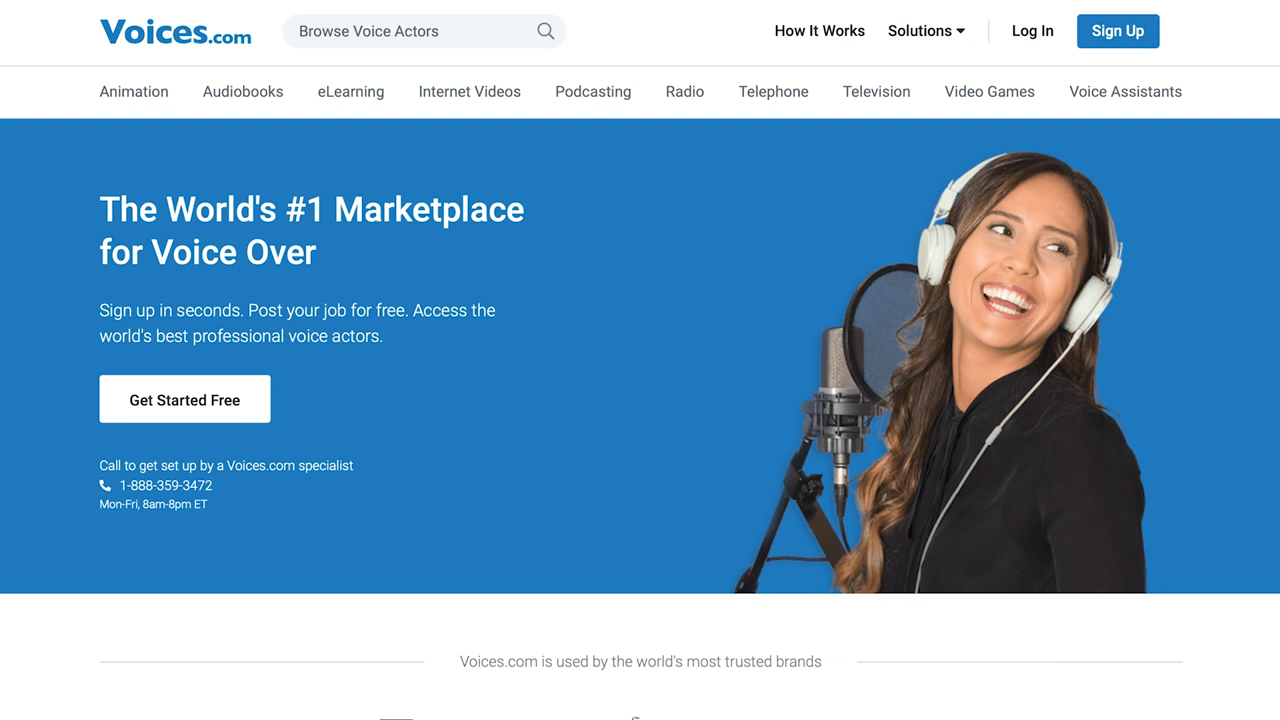 Voices.com
Browse Voice Actors
How It Works
Solutions
Log In
Sign Up
Animation
Audiobooks
eLearning
Internet Videos
Podcasting
Radio
Telephone
Television
Video Games
Voice Assistants
The World's #1 Marketplace
for Voice Over
Sign up in seconds. Post your job for free. Access the
world's best professional voice actors.
Get Started Free
Call to get set up by a Voices.com specialist
1-888-359-3472
Mon-Fri, 8am-8pm ET
Voices.com is used by the world's most trusted brands